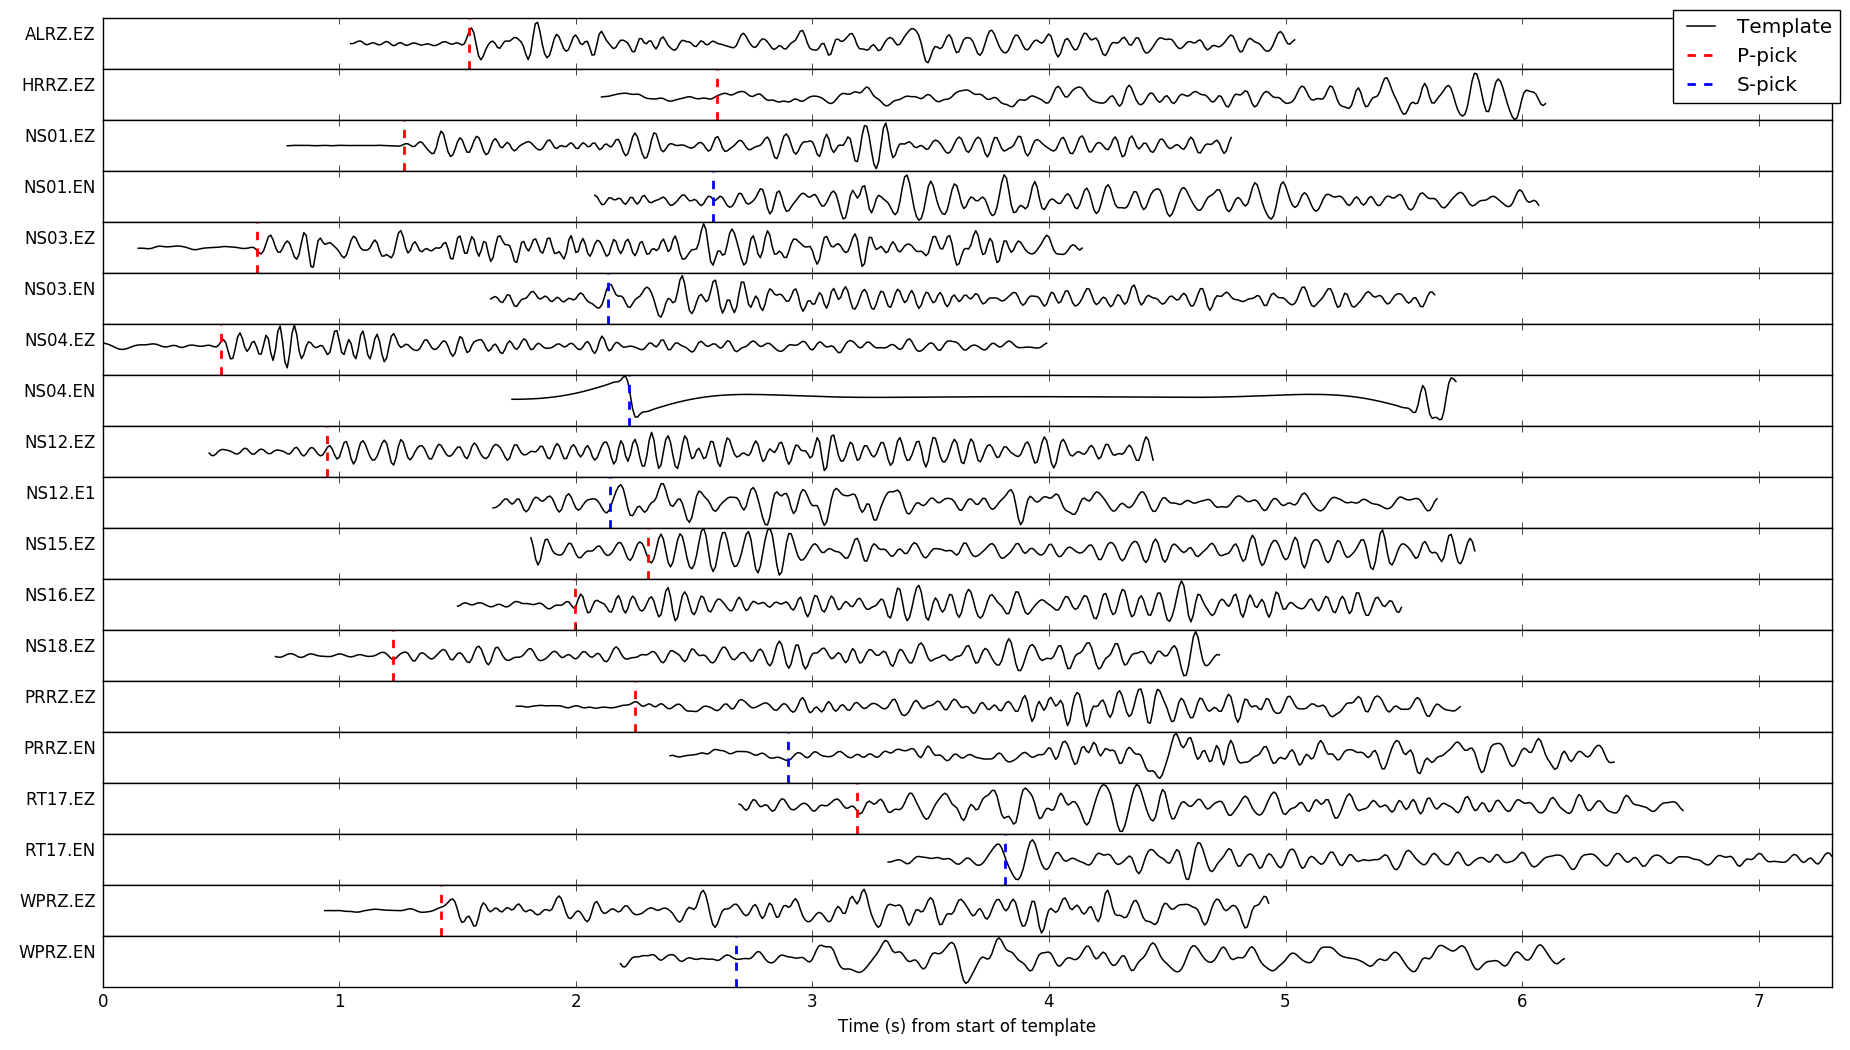 ALRZ.EZ
HRRZ.EZ
NS01.EZ
NS01.EN
NS03.EZ
NS03.EN
NS04.EZ
NS04.EN
NS12.EZ
NS12.E1
NS15.EZ
NS16.EZ
NS18.EZ
PRRZ.EZ
PRRZ.EN
RT17.EZ
RT17.EN
WPRZ.EZ
WPRZ.EN
Template
P-pick
S-pick
0 1 2 3 4 5 6 7
Time (s) from start of template